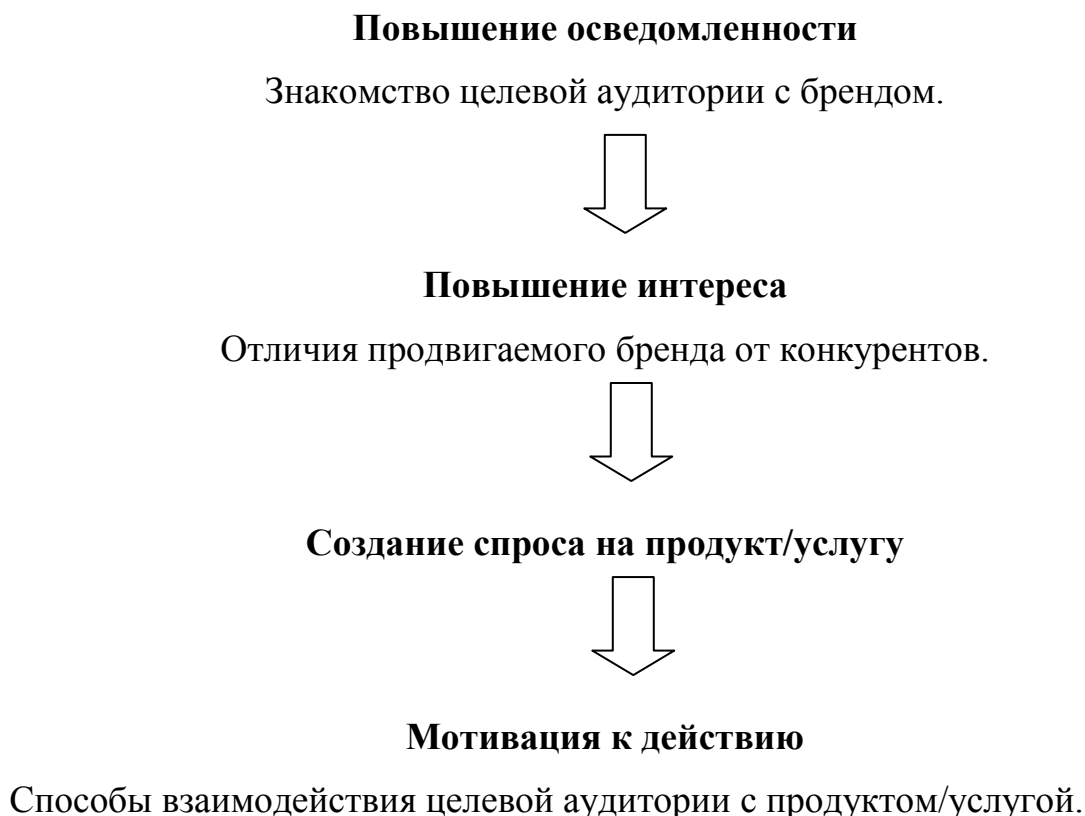 Повышение осведомленности
Знакомство целевой аудитории с брендом.
Повышение интереса
Отличия продвигаемого бренда от конкурентов.
Создание спроса на продукт/услугу
Мотивация к действию
Способы взаимодействия целевой аудитории с продуктом/услугой.